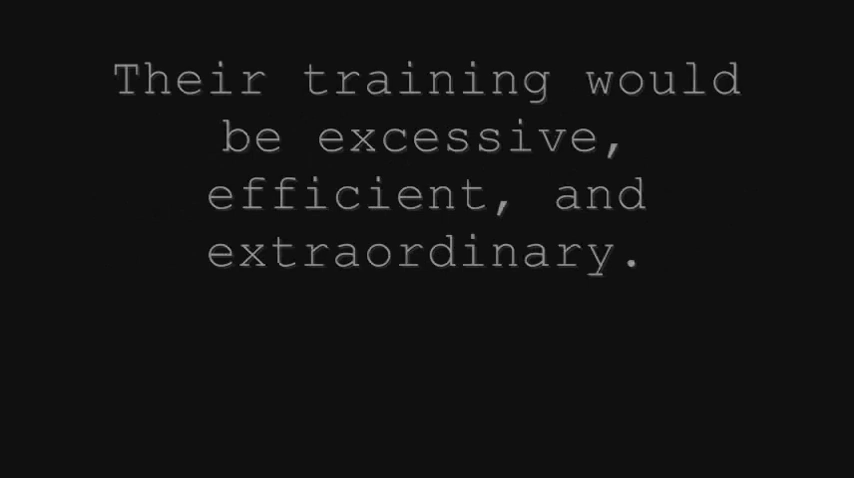 Their training would
be excessive,
efficient, and
extraordinary.